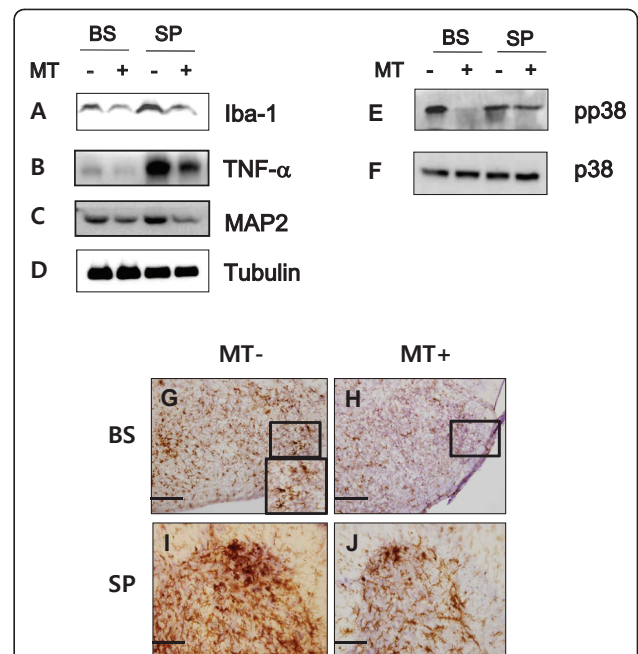 BS SP
MT - + - +
A Iba-1
B TNF-α
C MAP2
D Tubulin
BS SP
MT - + - +
E pp38
F p38
MT- MT+
BS G H
SP I J